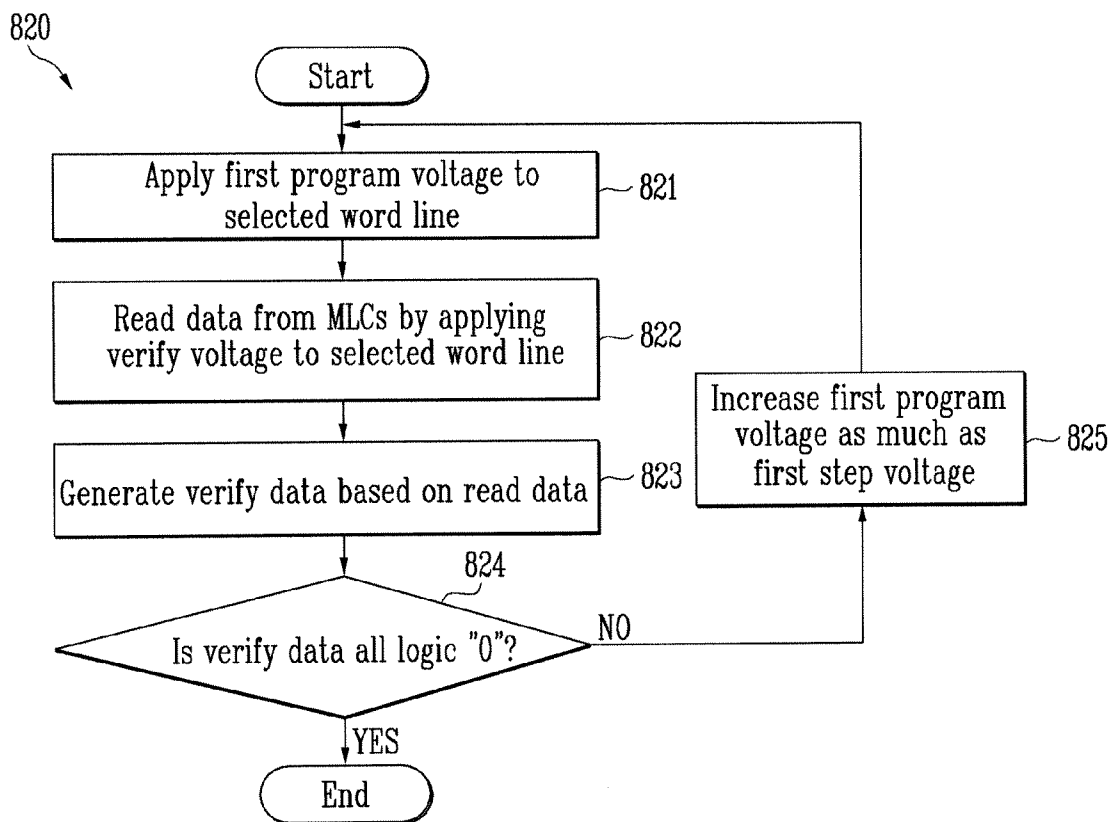 820
Start
Apply first program voltage to
selected word line
821
Read data from MLCs by applying
verify voltage to selected word line
822
Generate verify data based on read data
823
Is verify data all logic "0"?
824
NO
YES
Increase first program
voltage as much as
first step voltage
825
End